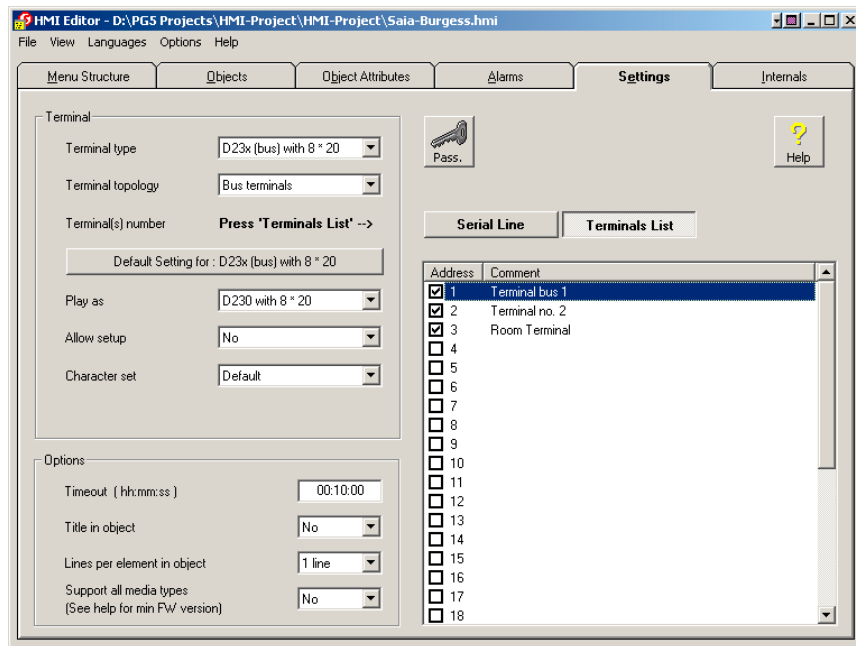 HMI Editor - D:\PG5 Projects\HMI-Project\HMI-Project\Saia-Burgess.hmi
File View Languages Options Help
Menu Structure Objects Object Attributes Alarms Settings Internals
Terminal
Terminal type D23x (bus) with 8 * 20
Terminal topology Bus terminals
Terminal(s) number Press 'Terminals List' -->
Default Setting for : D23x (bus) with 8 * 20
Play as D230 with 8 * 20
Allow setup No
Character set Default
Options
Timeout ( hh:mm:ss ) 00:10:00
Title in object No
Lines per element in object 1 line
Support all media types
(See help for min FW version) No
Pass.
? Help
Serial Line Terminals List
Address Comment
1 Terminal bus 1
2 Terminal no. 2
3 Room Terminal
4
5
6
7
8
9
10
11
12
13
14
15
16
17
18